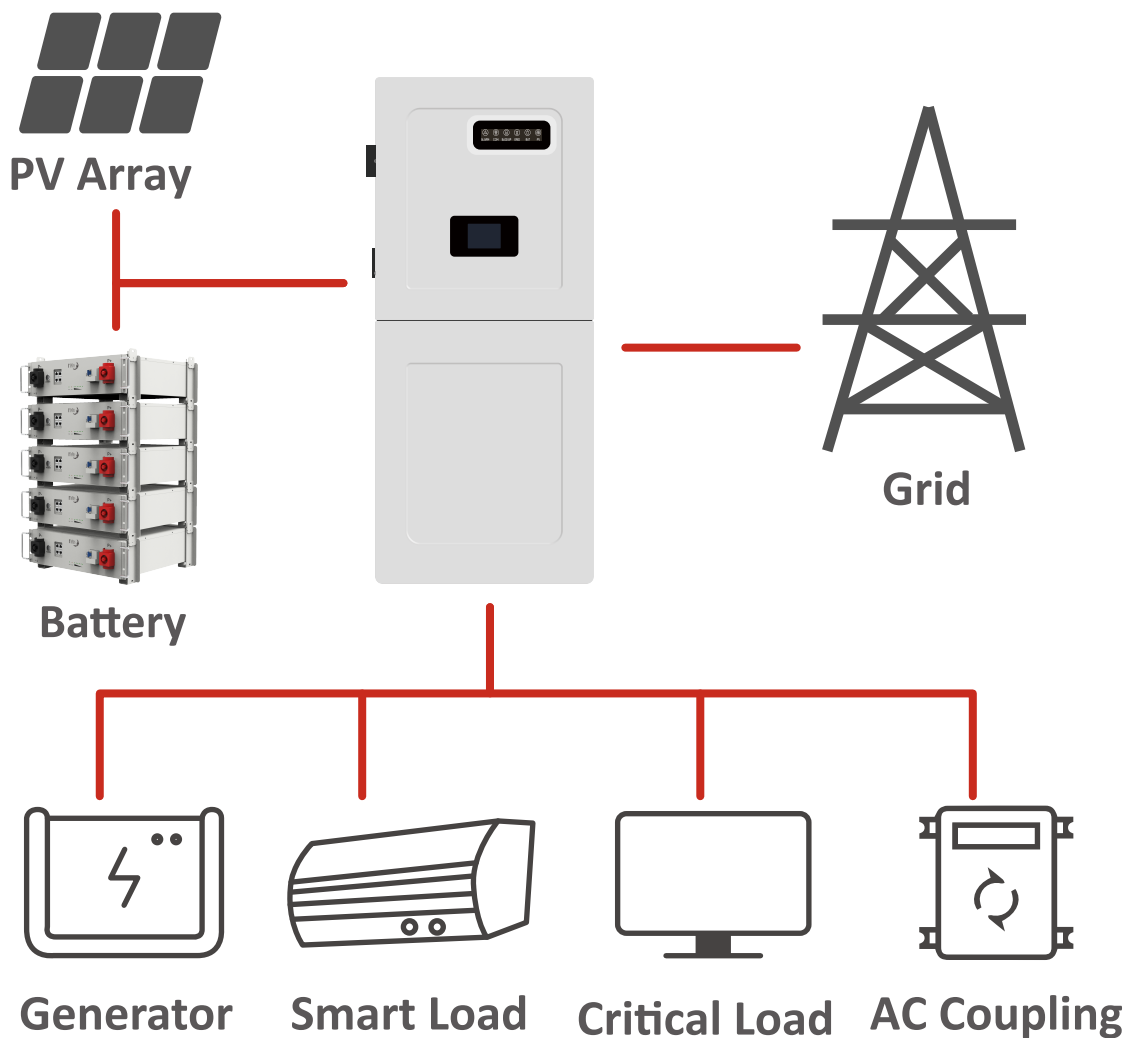 PV Array
Grid
Battery
Generator
Smart Load
Critical Load
AC Coupling